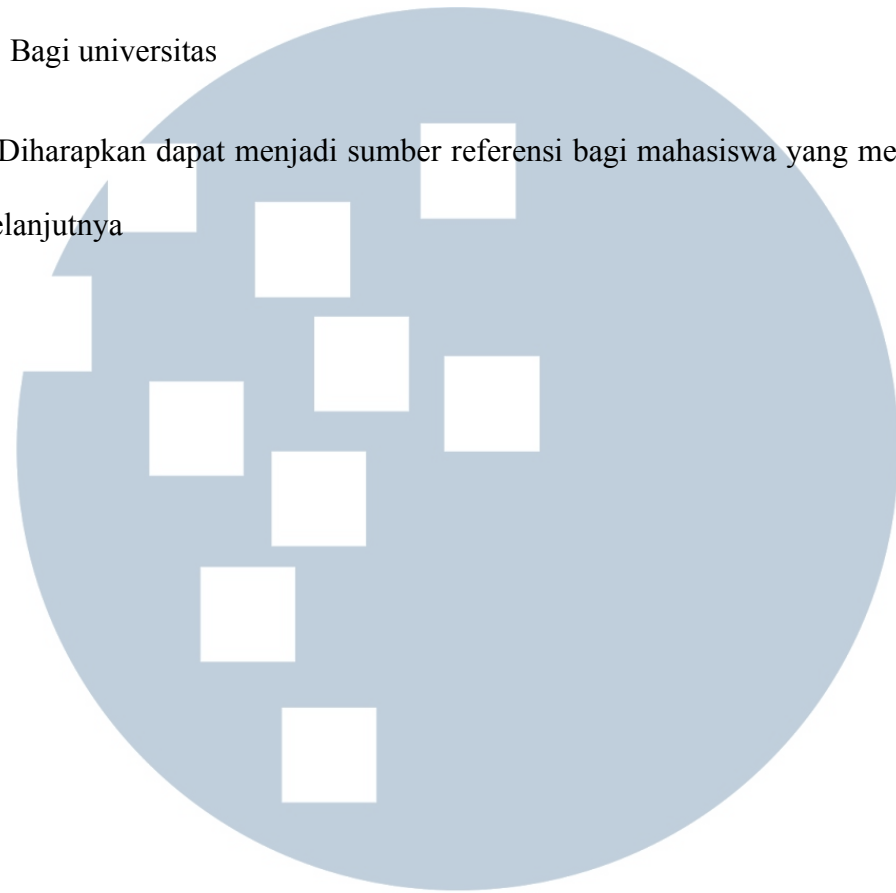 Bagi universitas
Diharapkan dapat menjadi sumber referensi bagi mahasiswa yang me
elanjutnya